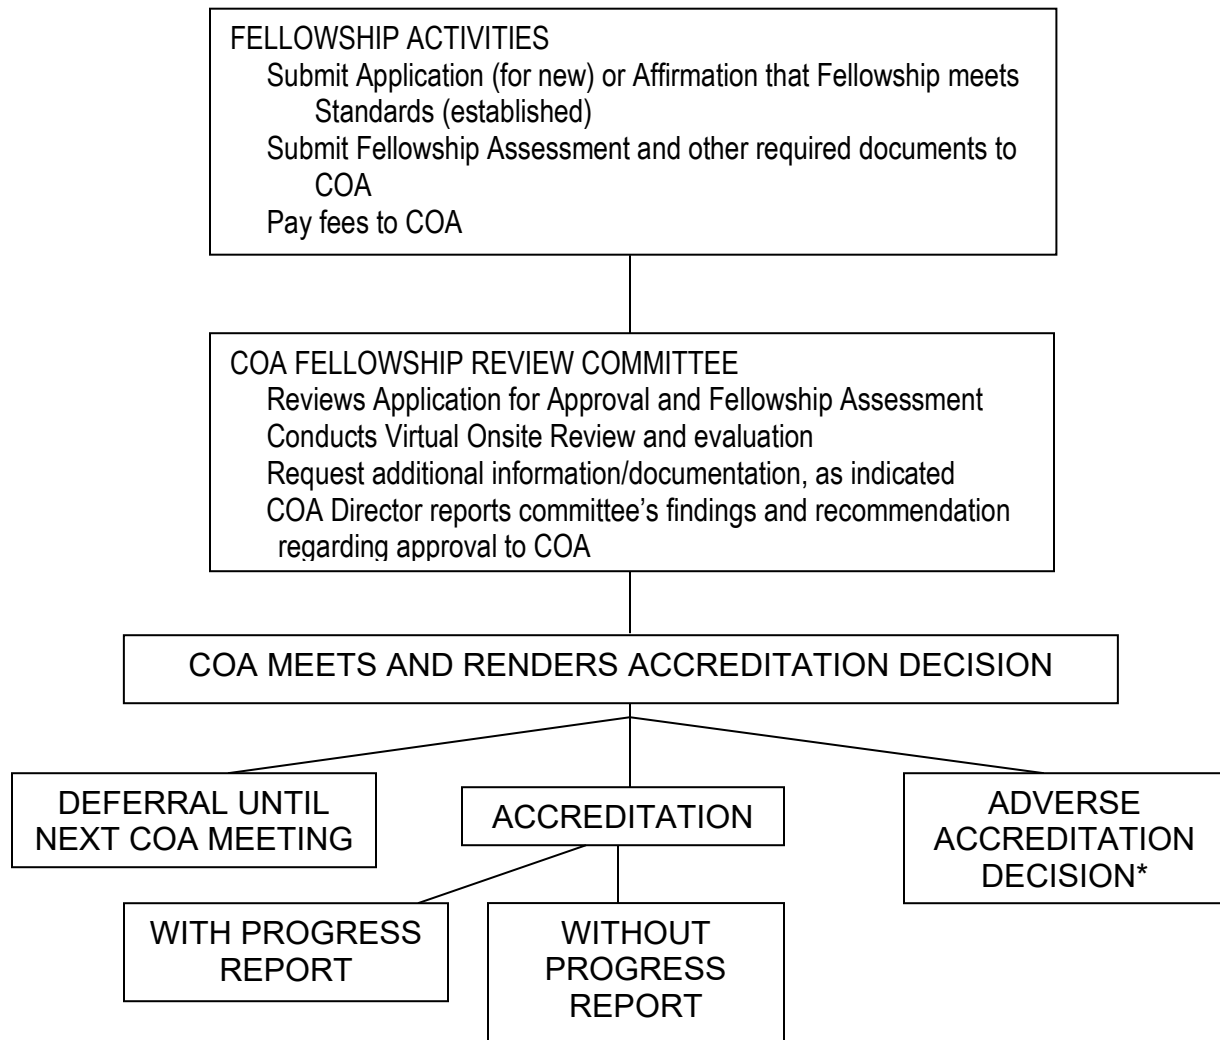 FELLOWSHIP ACTIVITIES
Submit Application (for new) or Affirmation that Fellowship meets
Standards (established)
Submit Fellowship Assessment and other required documents to
COA
Pay fees to COA
COA FELLOWSHIP REVIEW COMMITTEE
Reviews Application for Approval and Fellowship Assessment
Conducts Virtual Onsite Review and evaluation
Request additional information/documentation, as indicated
COA Director reports committee’s findings and recommendation
regarding approval to COA
COA MEETS AND RENDERS ACCREDITATION DECISION
DEFERRAL UNTIL
NEXT COA MEETING
ACCREDITATION
ADVERSE
ACCREDITATION
DECISION*
WITH PROGRESS
REPORT
WITHOUT
PROGRESS
REPORT